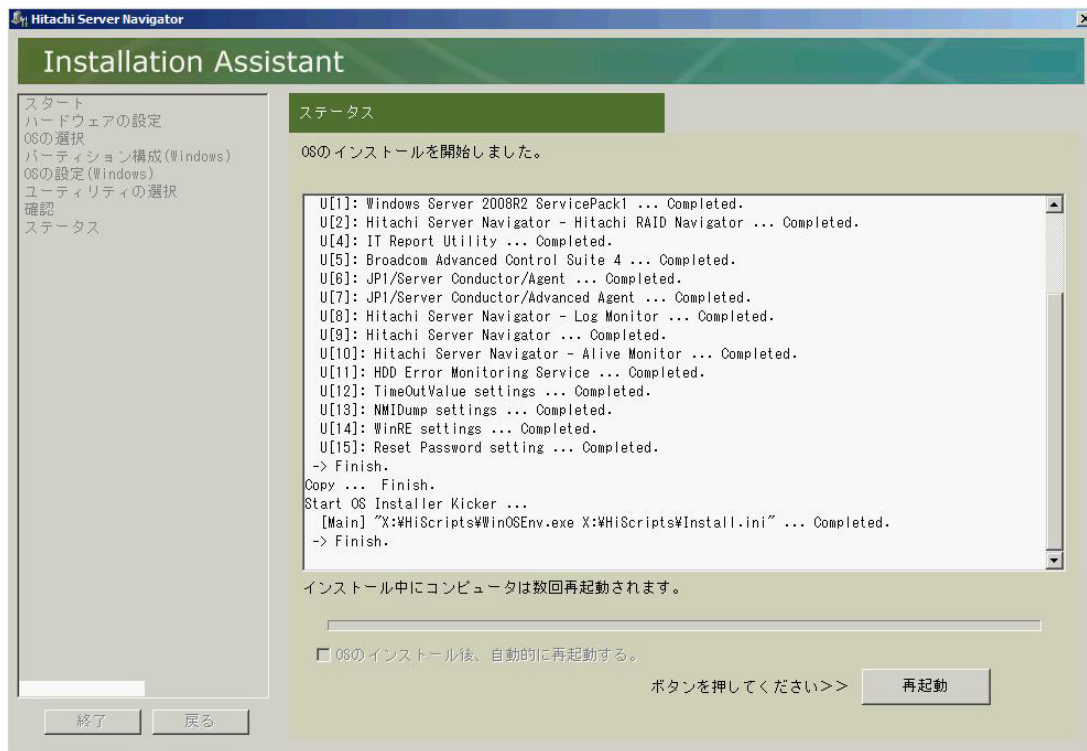 Hitachi Server Navigator
Installation Assistant
スタート
ハードウェアの設定
OSの選択
パーティション構成(Windows)
OSの設定(Windows)
ユーティリティの選択
確認
ステータス
終了
戻る
ステータス
OSのインストールを開始しました。
U[1]: Windows Server 2008R2 ServicePack1 ... Completed.
U[2]: Hitachi Server Navigator - Hitachi RAID Navigator ... Completed.
U[4]: IT Report Utility ... Completed.
U[5]: Broadcom Advanced Control Suite 4 ... Completed.
U[6]: JP1/Server Conductor/Agent ... Completed.
U[7]: JP1/Server Conductor/Advanced Agent ... Completed.
U[8]: Hitachi Server Navigator - Log Monitor ... Completed.
U[9]: Hitachi Server Navigator ... Completed.
U[10]: Hitachi Server Navigator - Alive Monitor ... Completed.
U[11]: HDD Error Monitoring Service ... Completed.
U[12]: TimeOutValue settings ... Completed.
U[13]: NMIDump settings ... Completed.
U[14]: WinRE settings ... Completed.
U[15]: Reset Password setting ... Completed.
-> Finish.
Copy ... Finish.
Start OS Installer Kicker ...
[Main] "X:¥HiScripts¥WinOSEnv.exe X:¥HiScripts¥Install.ini" ... Completed.
-> Finish.
インストール中にコンピュータは数回再起動されます。
OSのインストール後、自動的に再起動する。
ボタンを押してください>>
再起動